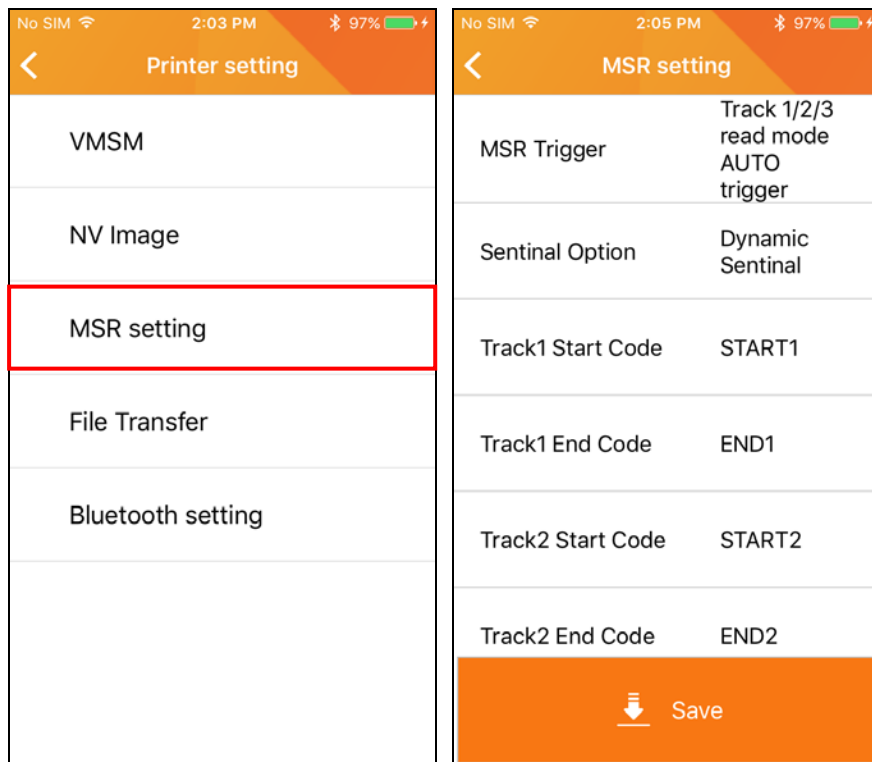 No SIM 2:03 PM 97%
Printer setting
VMSM
NV Image
MSR setting
File Transfer
Bluetooth setting
No SIM 2:05 PM 97%
MSR setting
MSR Trigger
Track 1/2/3
read mode
AUTO
trigger
Sentinal Option
Dynamic
Sentinal
Track1 Start Code START1
Track1 End Code END1
Track2 Start Code START2
Track2 End Code END2
Save